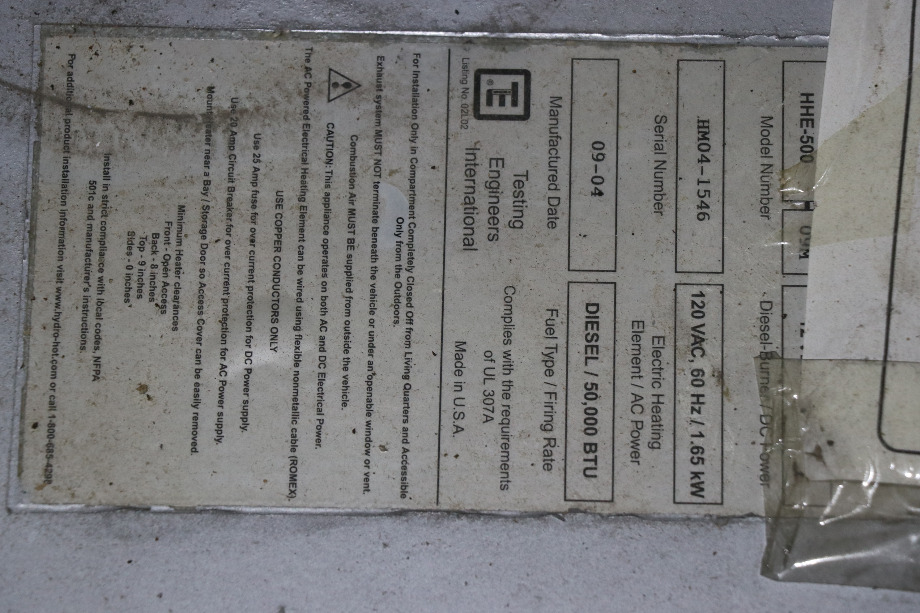 HHE-500 09M
Model Number
Diesel-Burner / DC Power
HM04-1546
120 VAC, 60 Hz / 1.65 kW
Serial Number
Electric Heating
Element / AC Power
09-04
DIESEL / 50,000 BTU
Manufactured Date
Fuel Type / Firing Rate
E
®
Listing No. 02L02
Testing
Engineers
International
Complies with the requirements
of UL 307A
Made in U.S.A.
For Installation Only in Compartment Completely Closed Off from Living Quarters and Accessible
Only from the Outdoors.
Exhaust system MUST NOT terminate beneath the vehicle or under an openable window or vent.
Combustion Air MUST BE supplied from outside the vehicle.
CAUTION: This appliance operates on both AC and DC Electrical Power.
The AC Powered Electrical Heating Element can be wired using flexible nonmetallic cable (ROMEX).
USE COPPER CONDUCTORS ONLY
Use 25 Amp fuse for over current protection for DC Power supply.
Use 20 Amp Circuit Breaker for over current protection for AC Power supply.
Mount heater near a Bay / Storage Door so Access Cover can be easily removed.
Minimum Heater clearances
Front - Open Access
Back - 8 inches
Top - 9 inches
Sides - 0 inches
Install in strict compliance with local codes, NFPA
501c and manufacturer's instructions.
For additional product installation information visit www.hydro-hot.com or call 1-800-685-4298